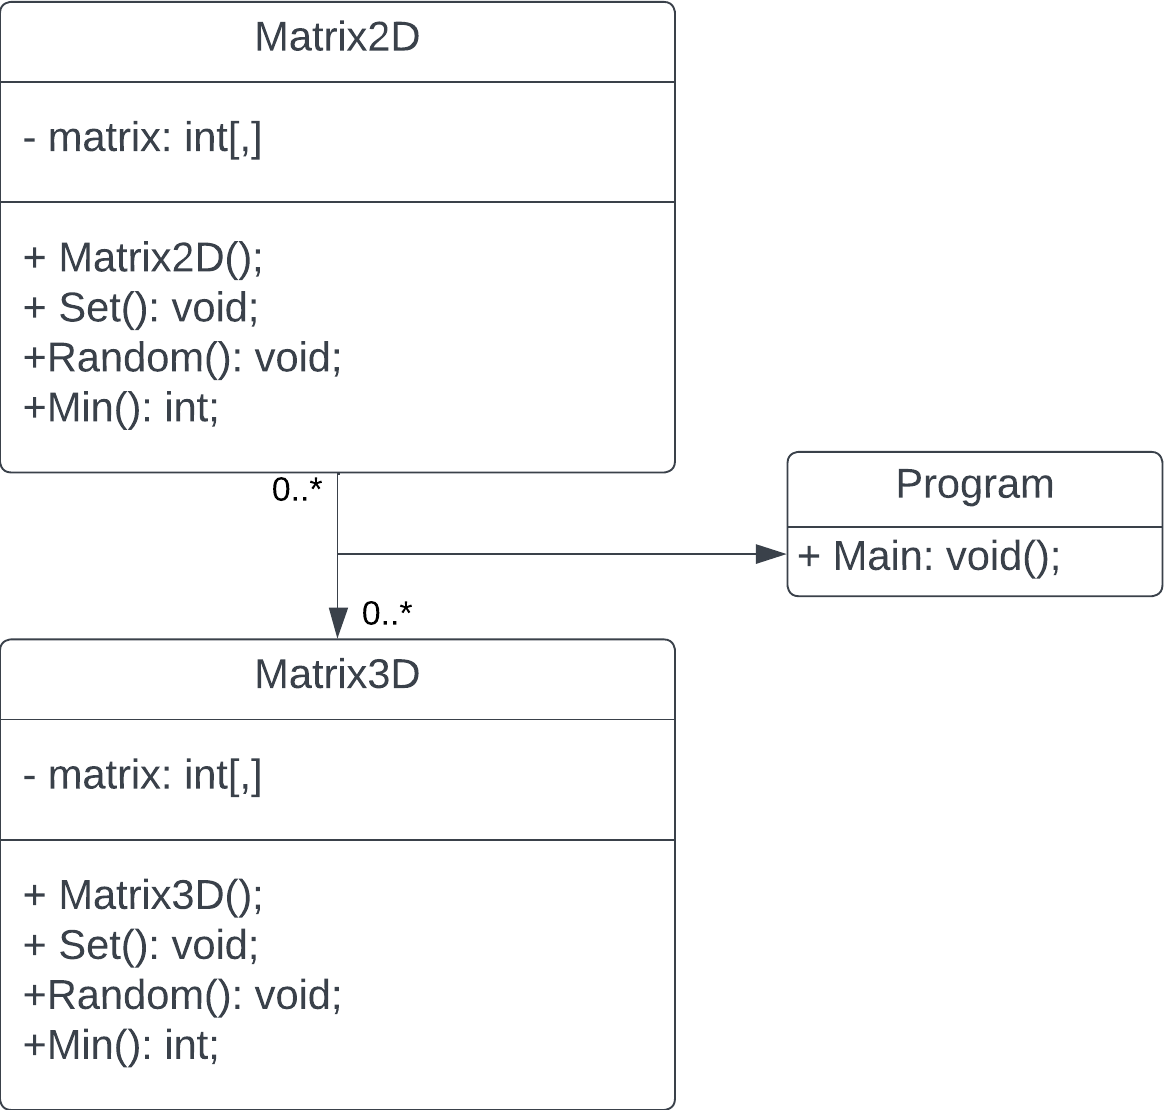 Matrix2D
- matrix: int[,]
+ Matrix2D();
+ Set(): void;
+Random(): void;
+Min(): int;
0..*
Program
+ Main: void();
0..*
Matrix3D
- matrix: int[,]
+ Matrix3D();
+ Set(): void;
+Random(): void;
+Min(): int;